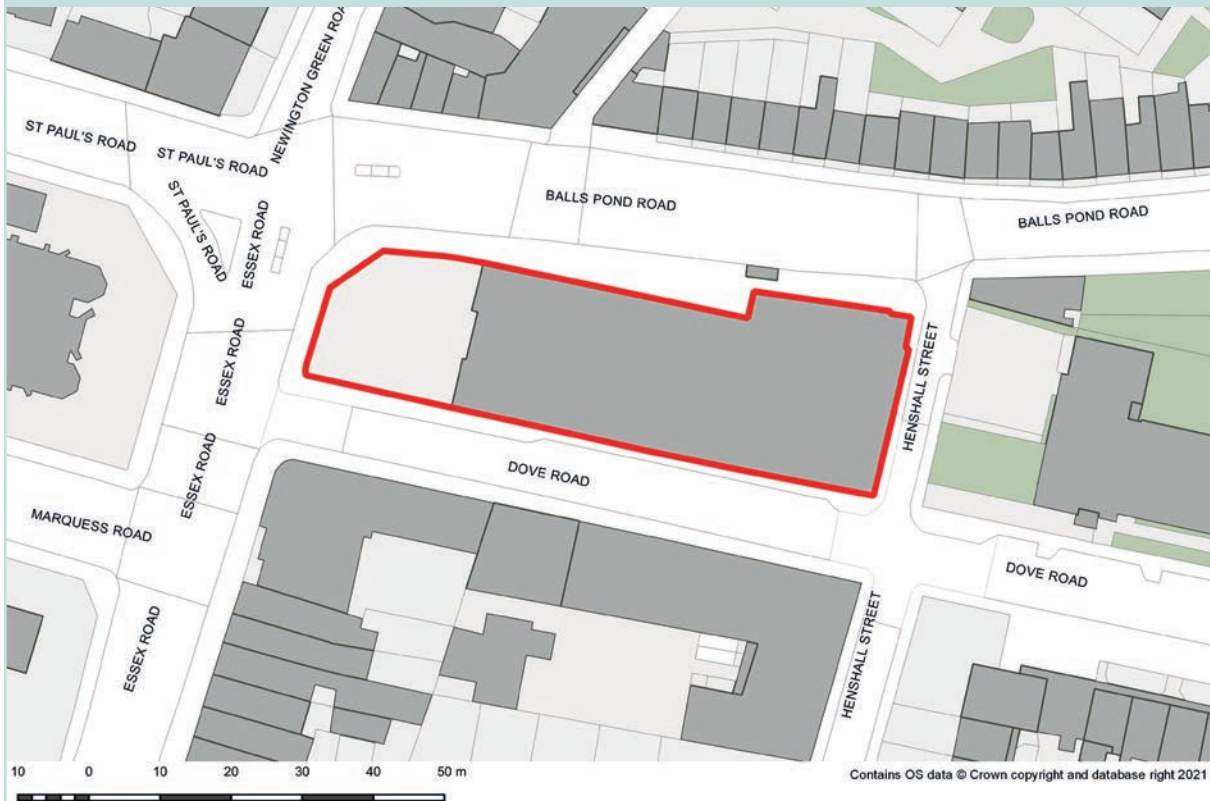 NEWINGTON GREEN ROA
ST PAUL'S ROAD
ST PAUL'S ROAD
ST PAUL'S ROAD
ESSEX ROAD
BALLS POND ROAD
BALLS POND ROAD
ESSEX ROAD
HENSHALL STREET
ESSEX ROAD
DOVE ROAD
MARQUESS ROAD
DOVE ROAD
ESSEX ROAD
HENSHALL STREET
10 0 10 20 30 40 50 m
Contains OS data © Crown copyright and database right 2021